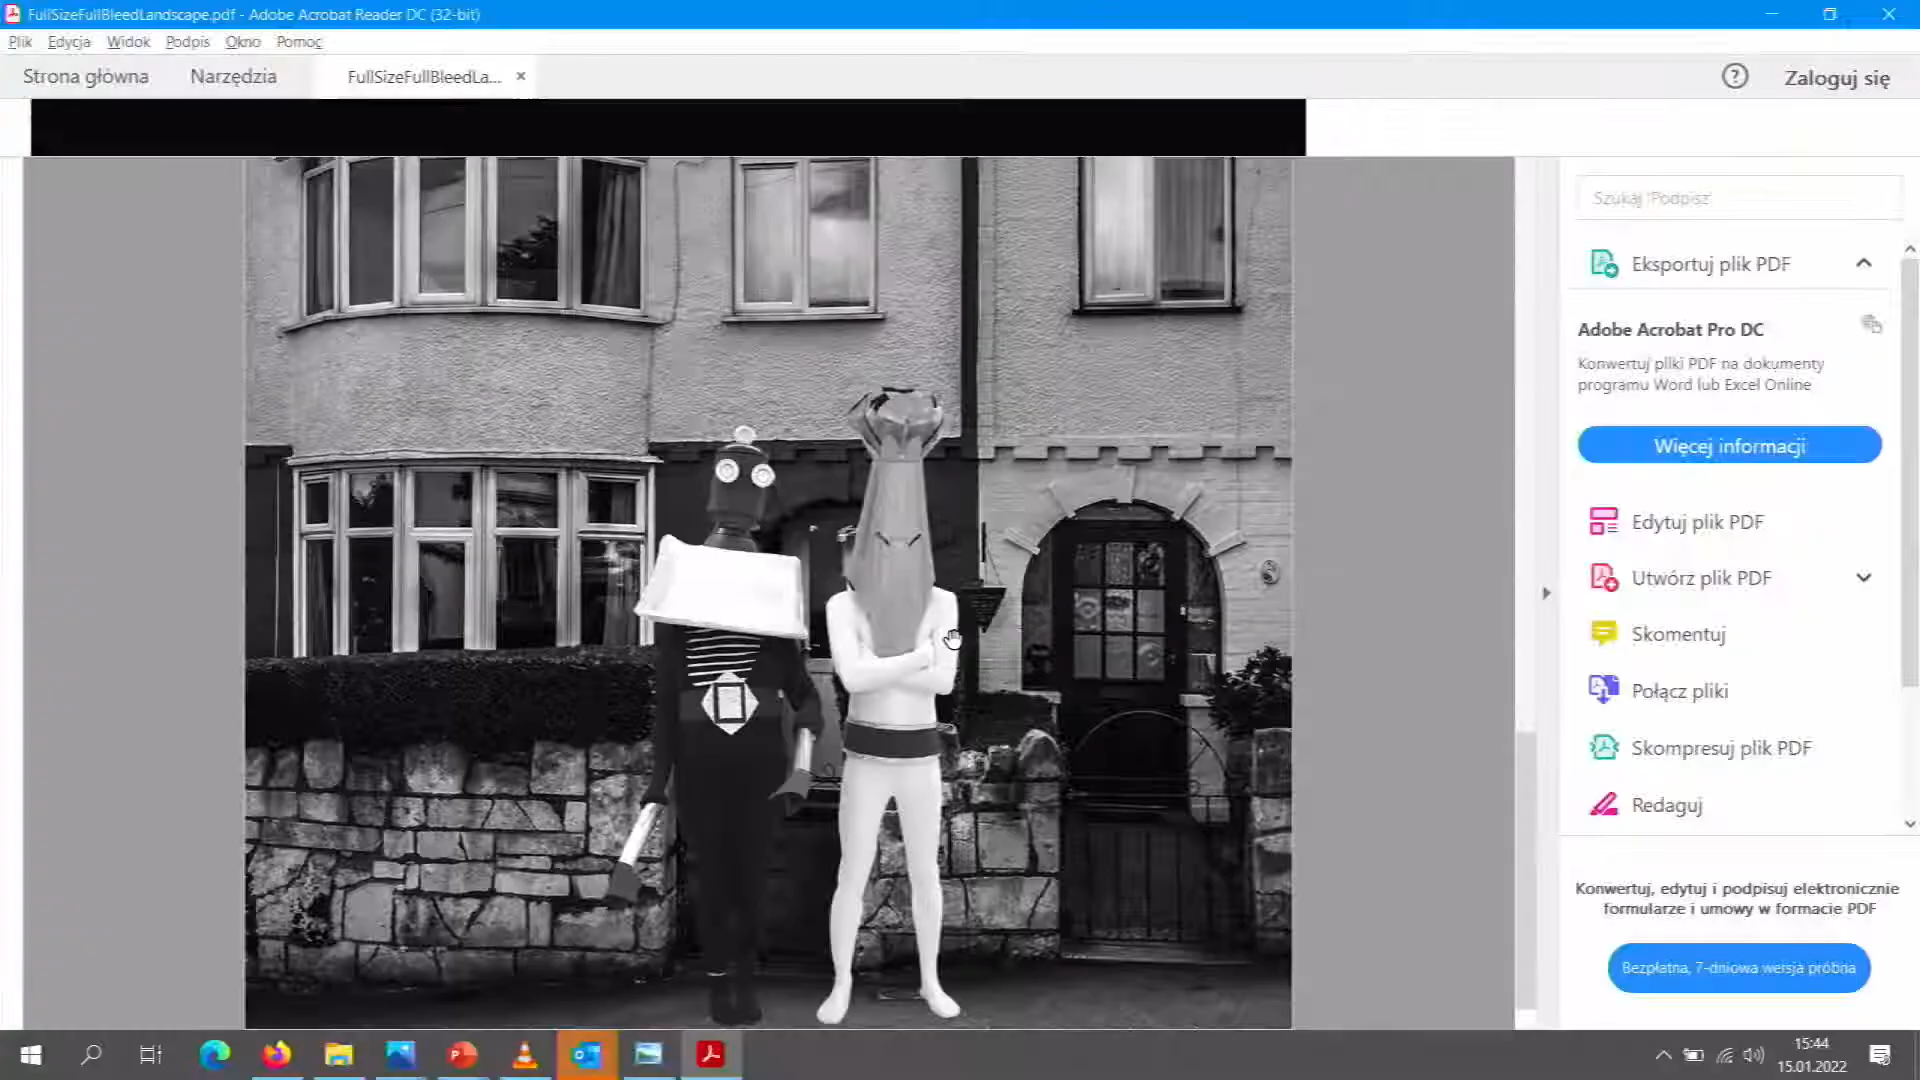 FullSizeFullBleedLandscape.pdf - Adobe Acrobat Reader DC (32-bit)
Plik Edycja Widok Podpis Okno Pomoc
Strona główna Narzędzia FullSizeFullBleedLa... Zaloguj się
Szukaj 'Podpisz'
Eksportuj plik PDF
Adobe Acrobat Pro DC
Konwertuj pliki PDF na dokumenty
programu Word lub Excel Online
Więcej informacji
Edytuj plik PDF
Utwórz plik PDF
Skomentuj
Połącz pliki
Skompresuj plik PDF
Redaguj
Konwertuj, edytuj i podpisuj elektronicznie
formularze i umowy w formacie PDF
Bezpłatna, 7-dniowa wersja próbna
15:44
15.01.2022